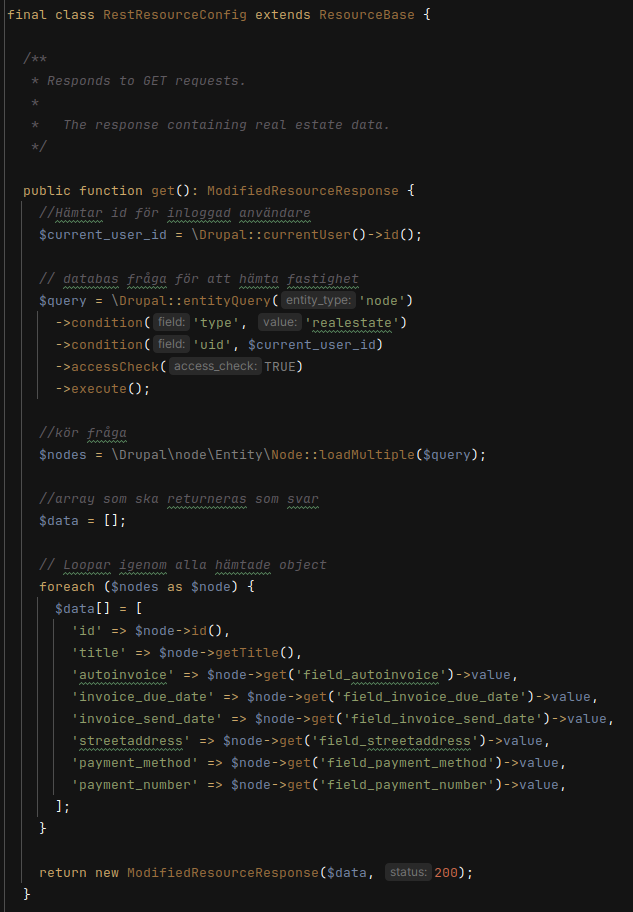 final class RestResourceConfig extends ResourceBase {
/**
* Responds to GET requests.
*
*   The response containing real estate data.
*/
public function get(): ModifiedResourceResponse {
//Hämtar id för inloggad användare
$current_user_id = \Drupal::currentUser()->id();
// databas fråga för att hämta fastighet
$query = \Drupal::entityQuery( entity_type: 'node')
->condition( field: 'type', value: 'realestate')
->condition( field: 'uid', $current_user_id)
->accessCheck( access_check: TRUE)
->execute();
//kör fråga
$nodes = \Drupal\node\Entity\Node::loadMultiple($query);
//array som ska returneras som svar
$data = [];
// Loopar igenom alla hämtade object
foreach ($nodes as $node) {
$data[] = [
'id' => $node->id(),
'title' => $node->getTitle(),
'autoinvoice' => $node->get('field_autoinvoice')->value,
'invoice_due_date' => $node->get('field_invoice_due_date')->value,
'invoice_send_date' => $node->get('field_invoice_send_date')->value,
'streetaddress' => $node->get('field_streetaddress')->value,
'payment_method' => $node->get('field_payment_method')->value,
'payment_number' => $node->get('field_payment_number')->value,
];
}
return new ModifiedResourceResponse($data, status: 200);
}